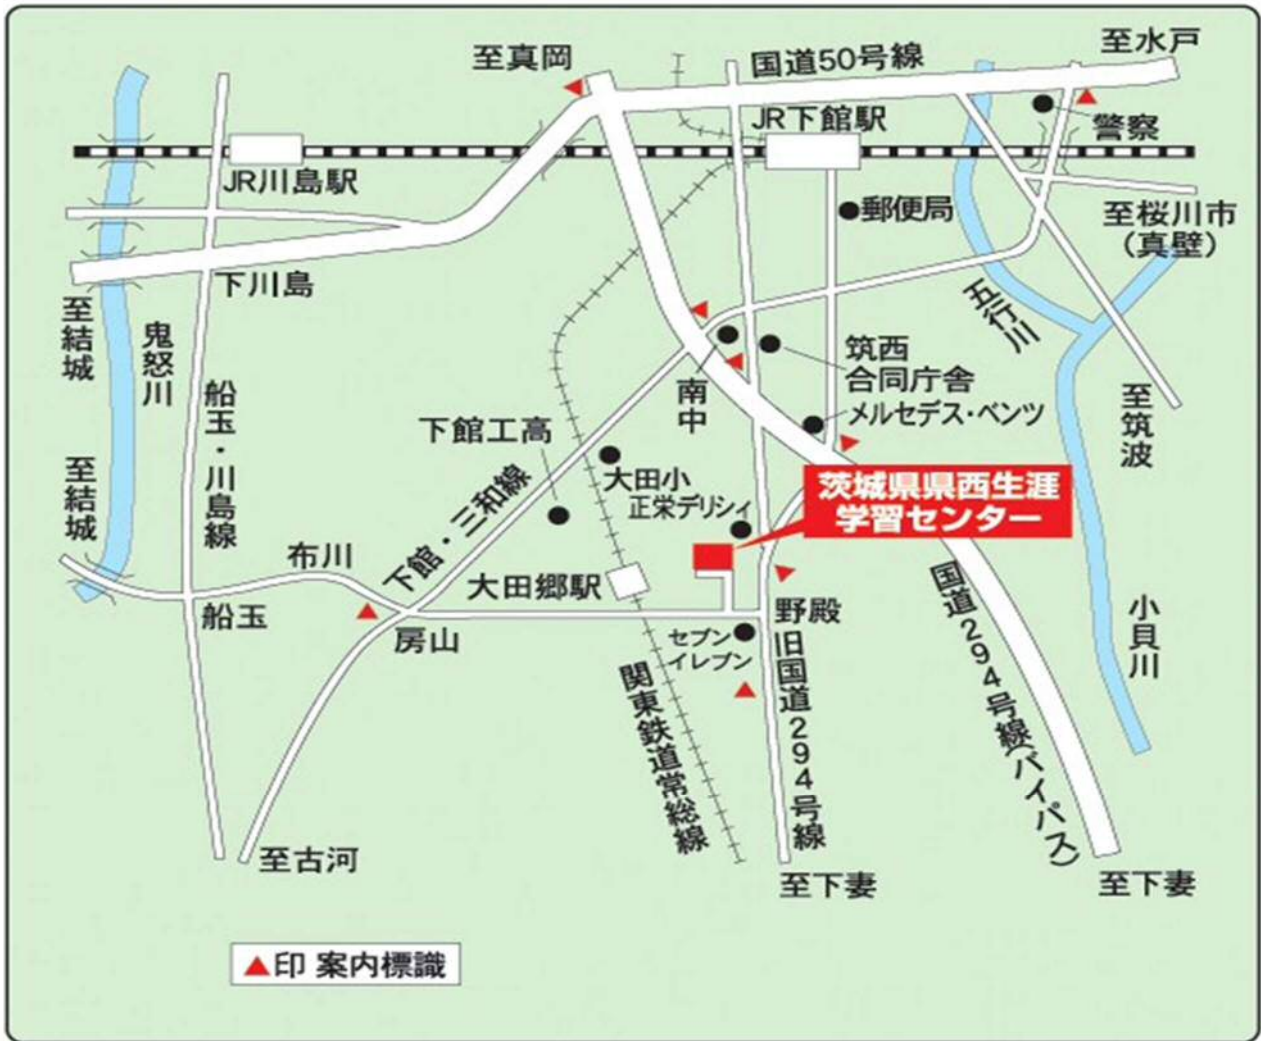 至真岡
国道50号線
至水戸
JR下館駅
警察
JR川島駅
郵便局
至桜川市
（真壁）
下川島
至結城
鬼怒川
五行川
筑西
合同庁舎
南中
メルセデス・ベンツ
至筑波
船玉・川島線
下館工高
至結城
大田小
正栄デリシィ
茨城県県西生涯
学習センター
下館・三和線
布川
大田郷駅
船玉
房山
野殿
セブン
イレブン
国道294号線(バイパス)
小貝川
旧国道294号線
関東鉄道常総線
至古河
至下妻
至下妻
▲印 案内標識